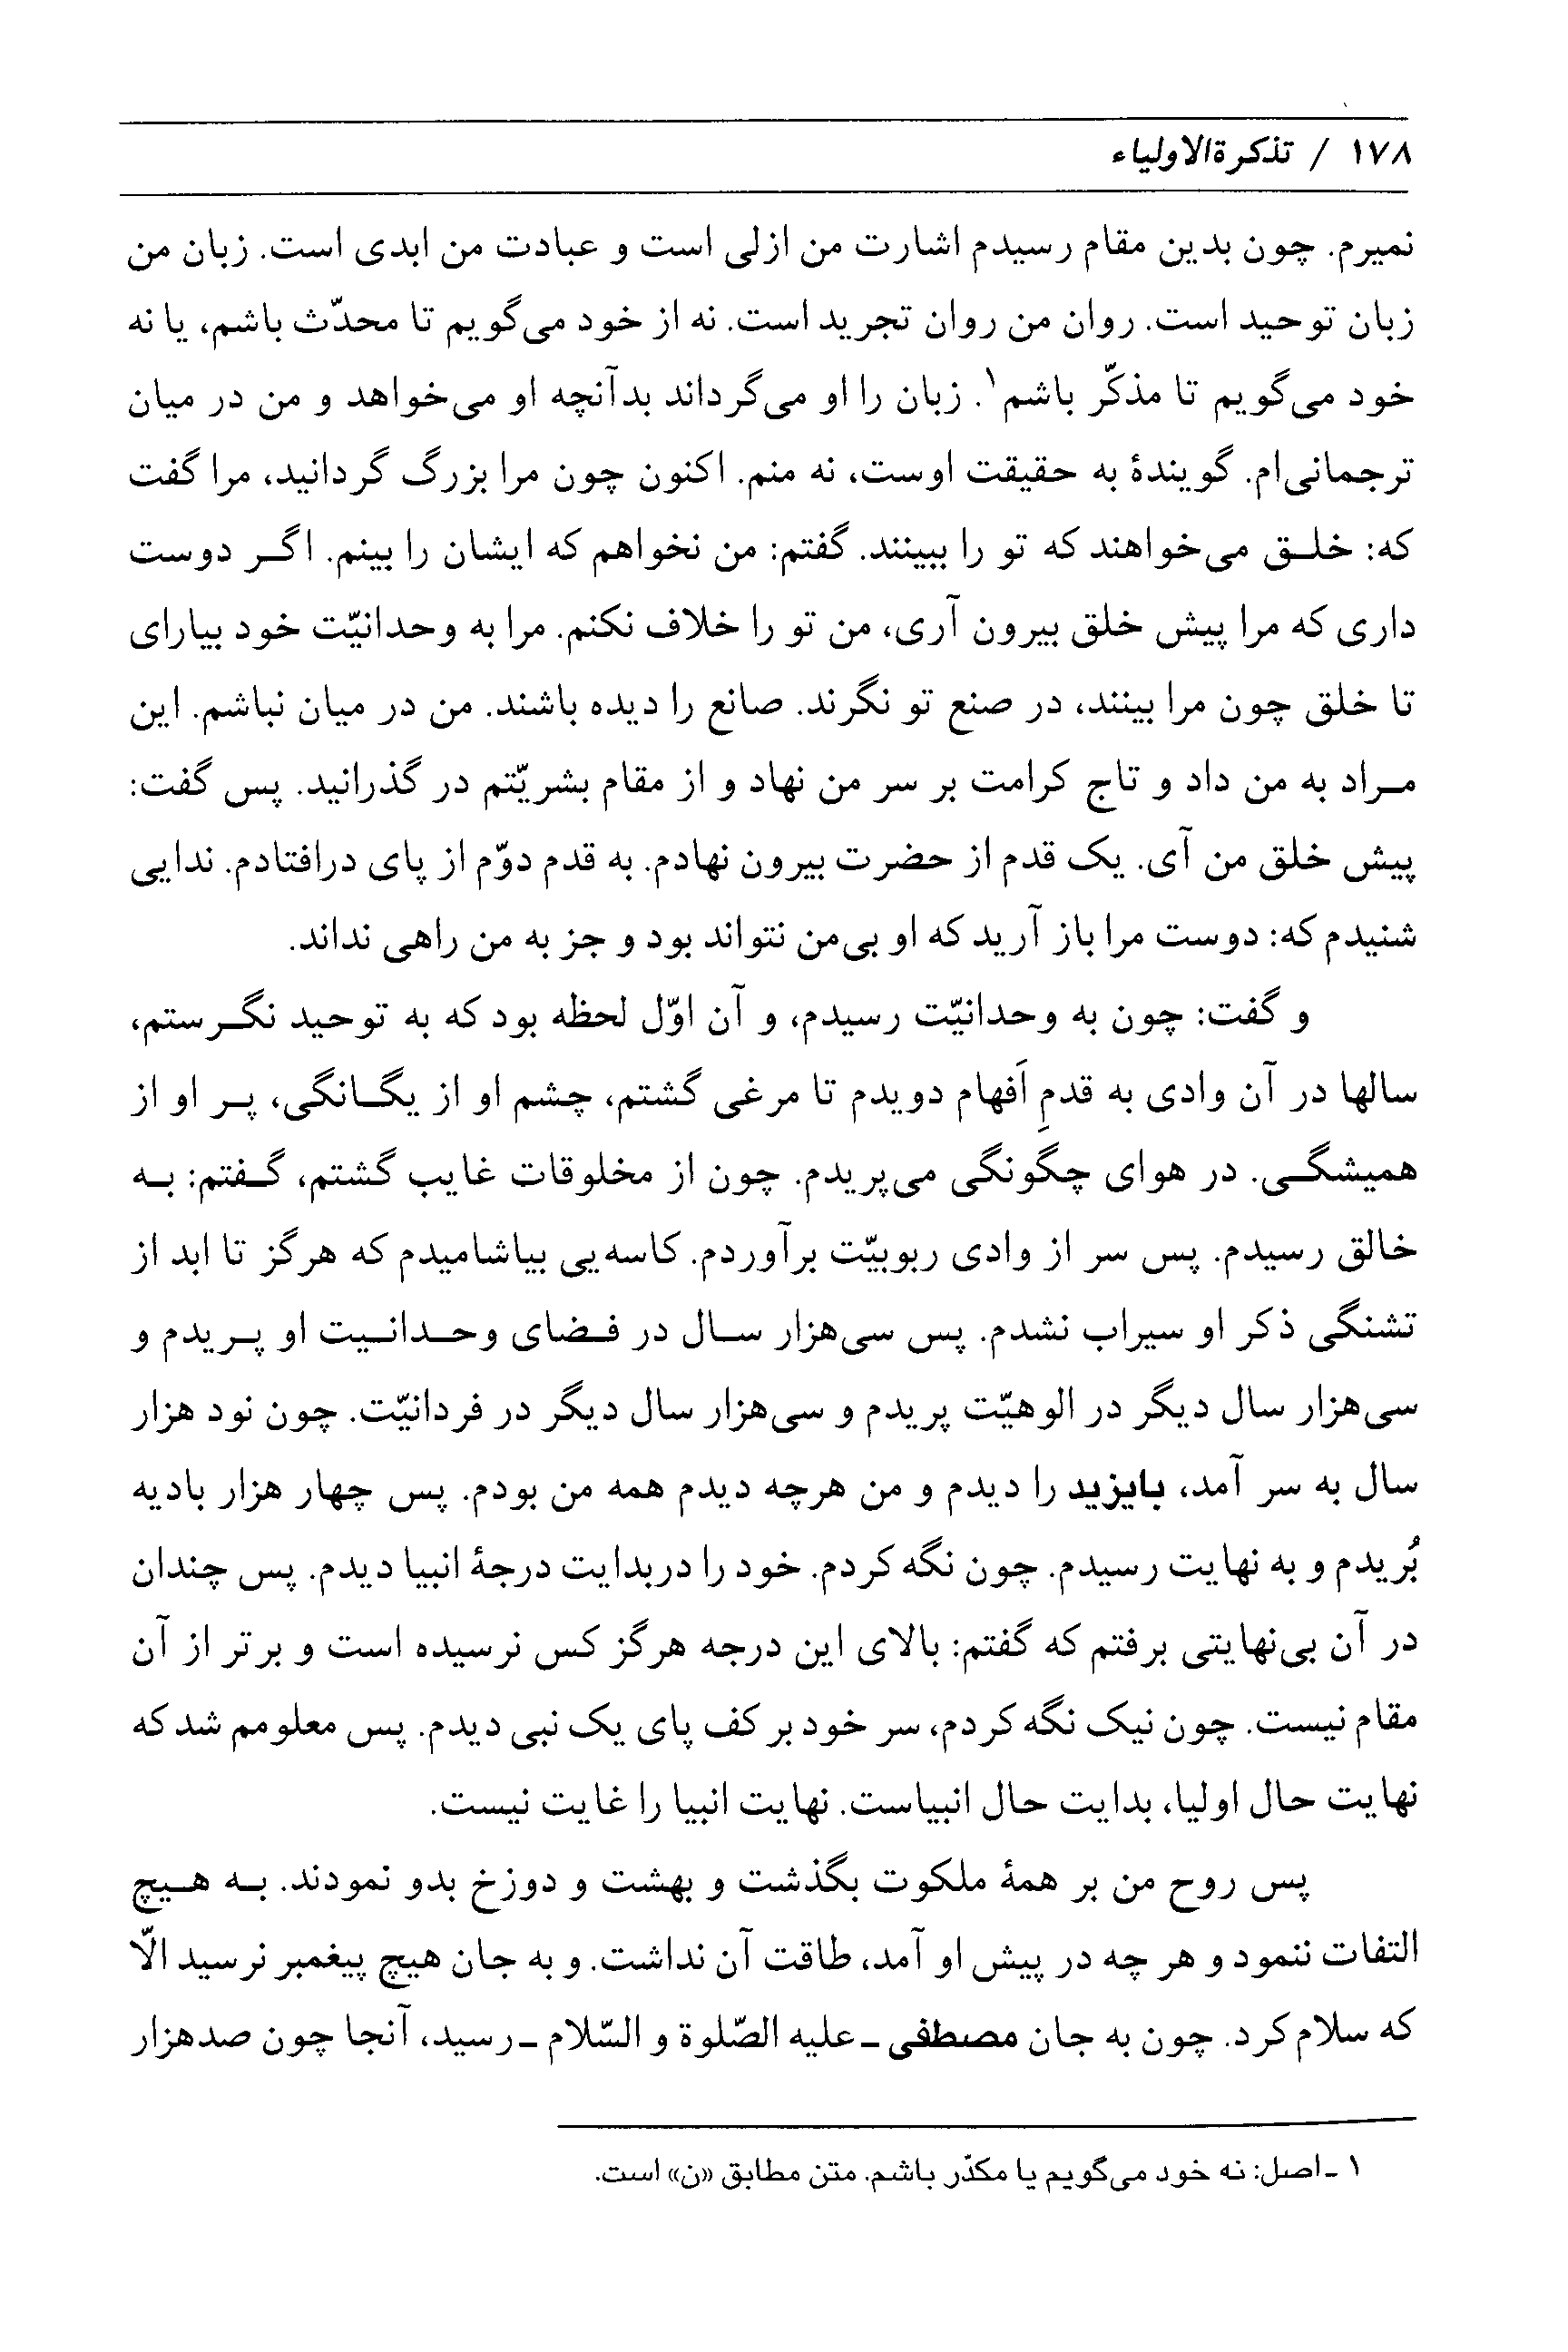 ۱۷۸ / تذکرةالاولیاء
نمیرم. چون بدین مقام رسیدم اشارت من ازلی است و عبادت من ابدی است. زبان من
زبان توحید است. روان من روان تجرید است. نه از خود می‌گویم تا محدّث باشم، یا نه
خود می‌گویم تا مذکّر باشم۱. زبان را او می‌گرداند بدآنچه او می‌خواهد و من در میان
ترجمانی‌ام. گویندهٔ به حقیقت اوست، نه منم. اکنون چون مرا بزرگ گردانید، مرا گفت
که: خلق می‌خواهند که تو را ببینند. گفتم: من نخواهم که ایشان را بینم. اگر دوست
داری که مرا پیش خلق بیرون آری، من تو را خلاف نکنم. مرا به وحدانیّت خود بیارای
تا خلق چون مرا بینند، در صنع تو نگرند. صانع را دیده باشند. من در میان نباشم. این
مراد به من داد و تاج کرامت بر سر من نهاد و از مقام بشریّتم در گذرانید. پس گفت:
پیش خلق من آی. یک قدم از حضرت بیرون نهادم. به قدم دوّم از پای درافتادم. ندایی
شنیدم که: دوست مرا باز آرید که او بی‌من نتواند بود و جز به من راهی نداند.
و گفت: چون به وحدانیّت رسیدم، و آن اوّل لحظه بود که به توحید نگرستم،
سالها در آن وادی به قدمِ اَفهام دویدم تا مرغی گشتم، چشم او از یگانگی، پر او از
همیشگی. در هوای چگونگی می‌پریدم. چون از مخلوقات غایب گشتم، گفتم: به
خالق رسیدم. پس سر از وادی ربوبیّت برآوردم. کاسه‌یی بیاشامیدم که هرگز تا ابد از
تشنگی ذکر او سیراب نشدم. پس سی‌هزار سال در فضای وحدانیت او پریدم و
سی‌هزار سال دیگر در الوهیّت پریدم و سی‌هزار سال دیگر در فردانیّت. چون نود هزار
سال به سر آمد، بایزید را دیدم و من هرچه دیدم همه من بودم. پس چهار هزار بادیه
بُریدم و به نهایت رسیدم. چون نگه کردم. خود را دربدایت درجهٔ انبیا دیدم. پس چندان
در آن بی‌نهایتی برفتم که گفتم: بالای این درجه هرگز کس نرسیده است و برتر از آن
مقام نیست. چون نیک نگه کردم، سر خود بر کف پای یک نبی دیدم. پس معلومم شد که
نهایت حال اولیا، بدایت حال انبیاست. نهایت انبیا را غایت نیست.
پس روح من بر همهٔ ملکوت بگذشت و بهشت و دوزخ بدو نمودند. به هیچ
التفات ننمود و هر چه در پیش او آمد، طاقت آن نداشت. و به جان هیچ پیغمبر نرسید الّا
که سلام کرد. چون به جان مصطفی ـ علیه الصّلوة و السّلام ـ رسید، آنجا چون صدهزار
۱ ـ اصل: نه خود می‌گویم یا مکدّر باشم. متن مطابق «ن» است.